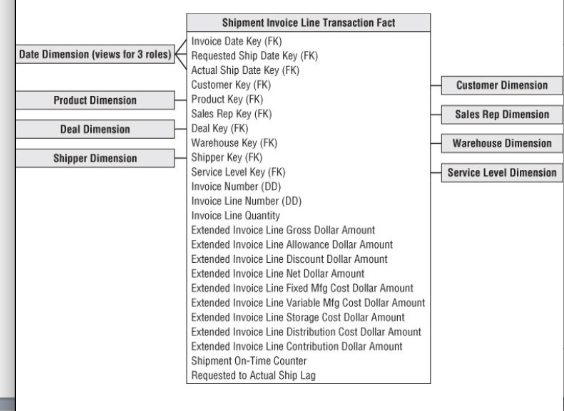 Shipment Invoice Line Transaction Fact
Invoice Date Key (FK)
Requested Ship Date Key (FK)
Actual Ship Date Key (FK)
Customer Key (FK)
Product Key (FK)
Sales Rep Key (FK)
Deal Key (FK)
Warehouse Key (FK)
Shipper Key (FK)
Service Level Key (FK)
Invoice Number (DD)
Invoice Line Number (DD)
Invoice Line Quantity
Extended Invoice Line Gross Dollar Amount
Extended Invoice Line Allowance Dollar Amount
Extended Invoice Line Discount Dollar Amount
Extended Invoice Line Net Dollar Amount
Extended Invoice Line Fixed Mfg Cost Dollar Amount
Extended Invoice Line Variable Mfg Cost Dollar Amount
Extended Invoice Line Storage Cost Dollar Amount
Extended Invoice Line Distribution Cost Dollar Amount
Extended Invoice Line Contribution Dollar Amount
Shipment On-Time Counter
Requested to Actual Ship Lag
Date Dimension (views for 3 roles)
Product Dimension
Deal Dimension
Shipper Dimension
Customer Dimension
Sales Rep Dimension
Warehouse Dimension
Service Level Dimension